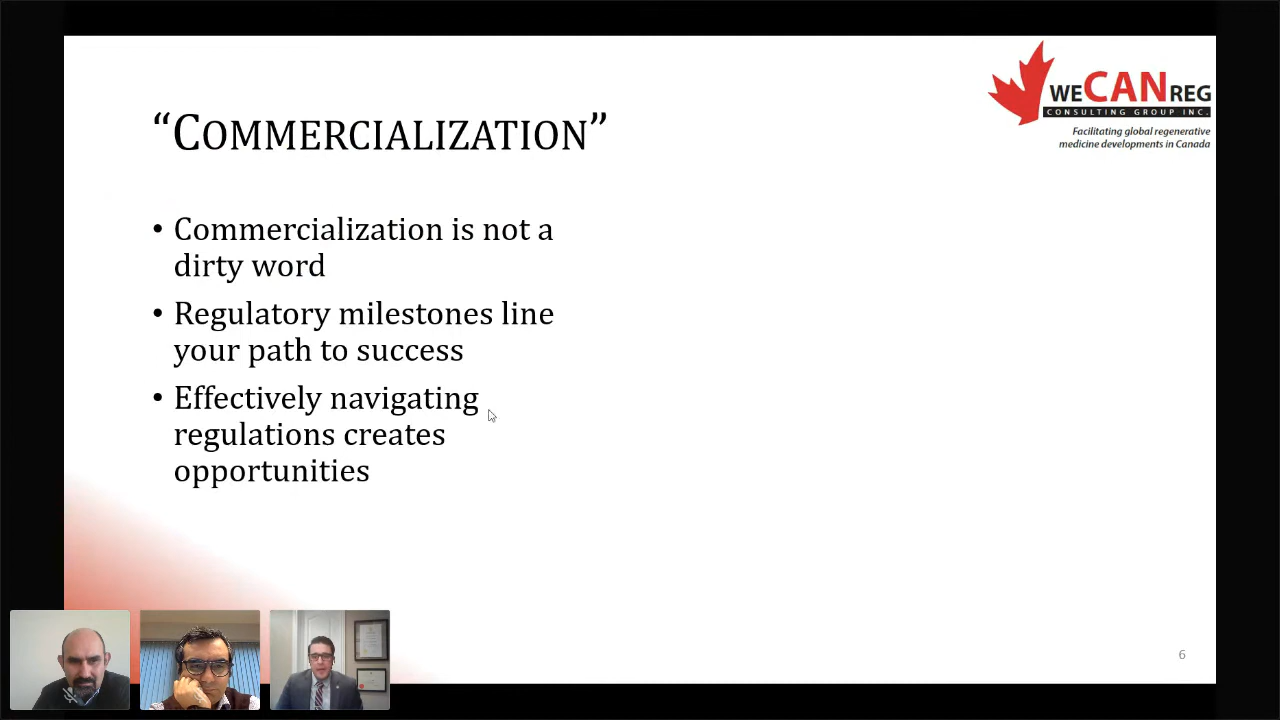 weCANreg
CONSULTING GROUP INC.
Facilitating global regenerative
medicine developments in Canada
“COMMERCIALIZATION”
• Commercialization is not a
dirty word
• Regulatory milestones line
your path to success
• Effectively navigating
regulations creates
opportunities
6